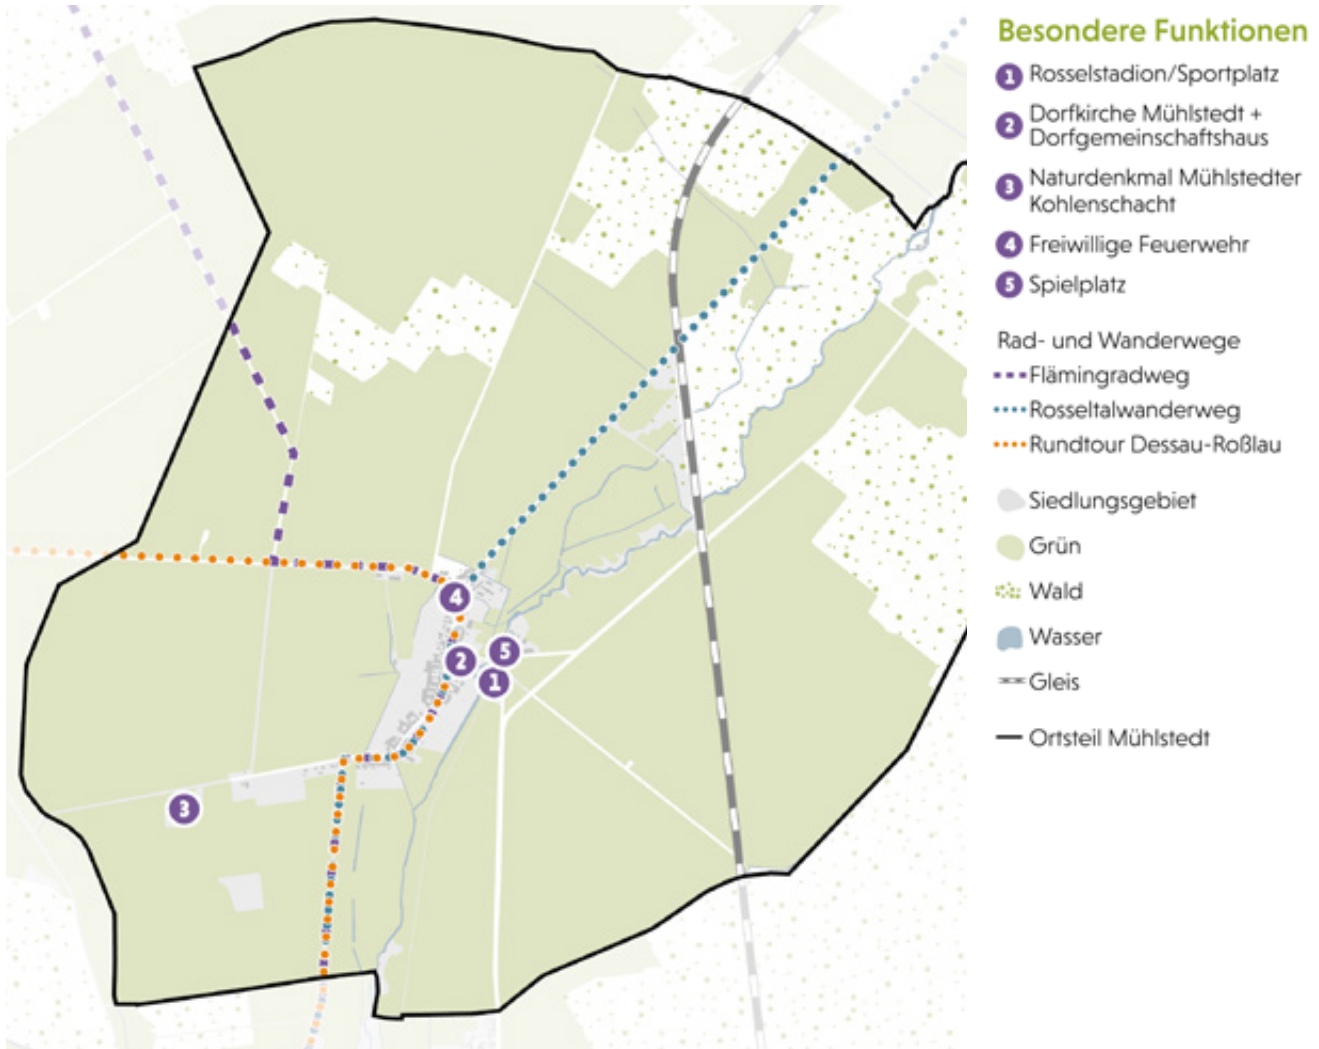 Besondere Funktionen
1 Rosselstadion/Sportplatz
2 Dorfkirche Mühlstedt +
Dorfgemeinschaftshaus
3 Naturdenkmal Mühlstedter
Kohlenschacht
4 Freiwillige Feuerwehr
5 Spielplatz
Rad- und Wanderwege
Flämingradweg
Rosseltalwanderweg
Rundtour Dessau-Roßlau
Siedlungsgebiet
Grün
Wald
Wasser
Gleis
Ortsteil Mühlstedt
4
5
2
1
3